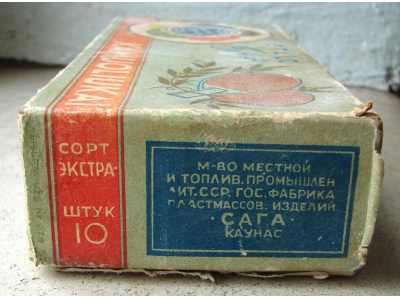 СОРТ
ЭКСТРА
ШТУК
10
М-ВО МЕСТНОЙ
И ТОПЛИВ. ПРОМЫШЛЕН
ЛИТ. ССР. ГОС. ФАБРИКА
ПЛАСТМАССОВ. ИЗДЕЛИЙ
· САГА ·
КАУНАС